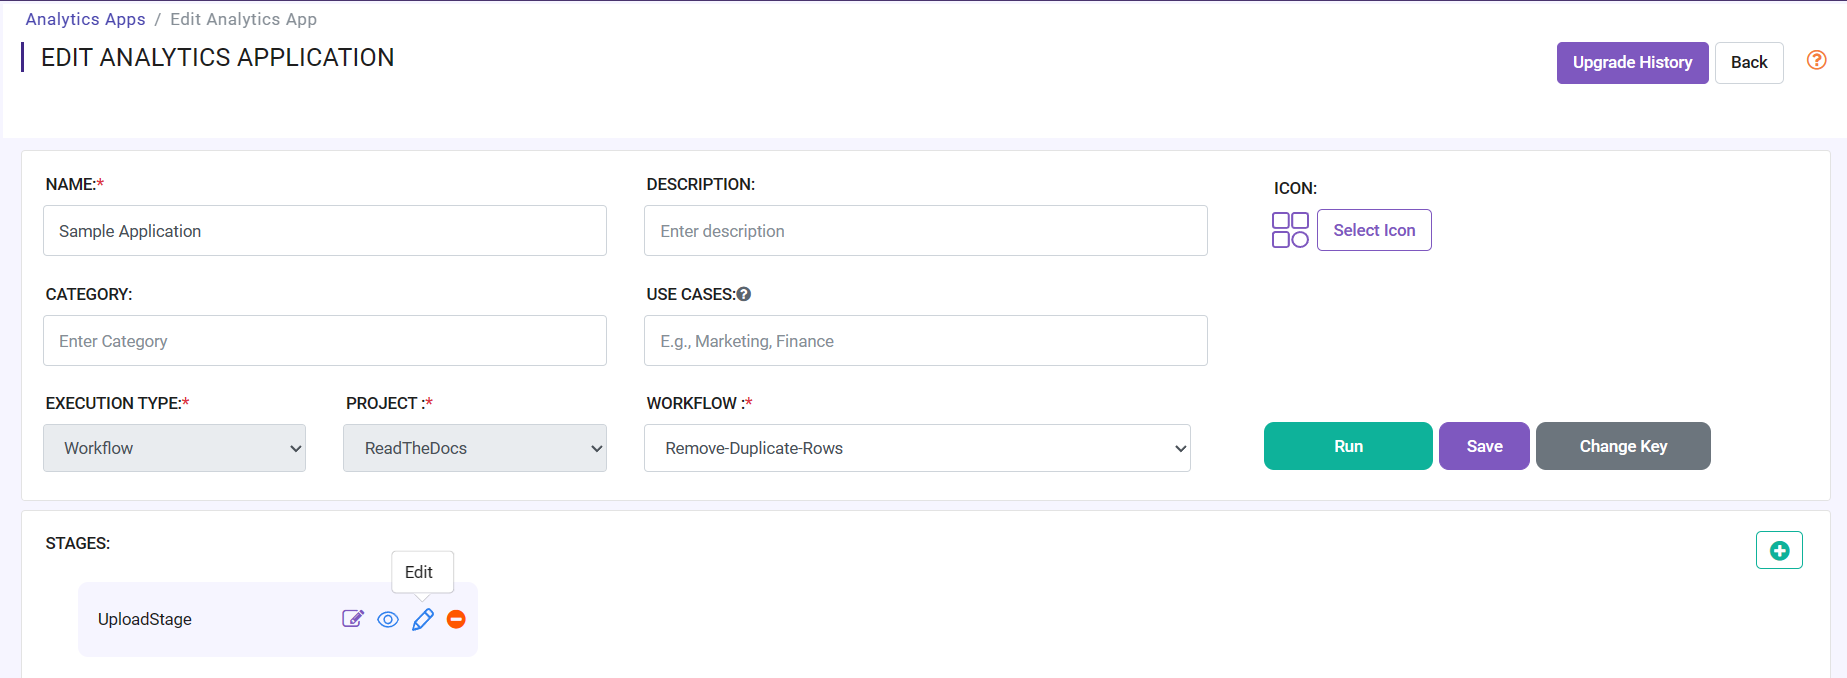 Analytics Apps / Edit Analytics App
EDIT ANALYTICS APPLICATION
Upgrade History
Back
NAME:*
DESCRIPTION:
ICON:
Sample Application
Enter description
Select Icon
CATEGORY:
USE CASES:
Enter Category
E.g., Marketing, Finance
EXECUTION TYPE:*
PROJECT :*
WORKFLOW :*
Workflow
ReadTheDocs
Remove-Duplicate-Rows
Run
Save
Change Key
STAGES:
Edit
UploadStage